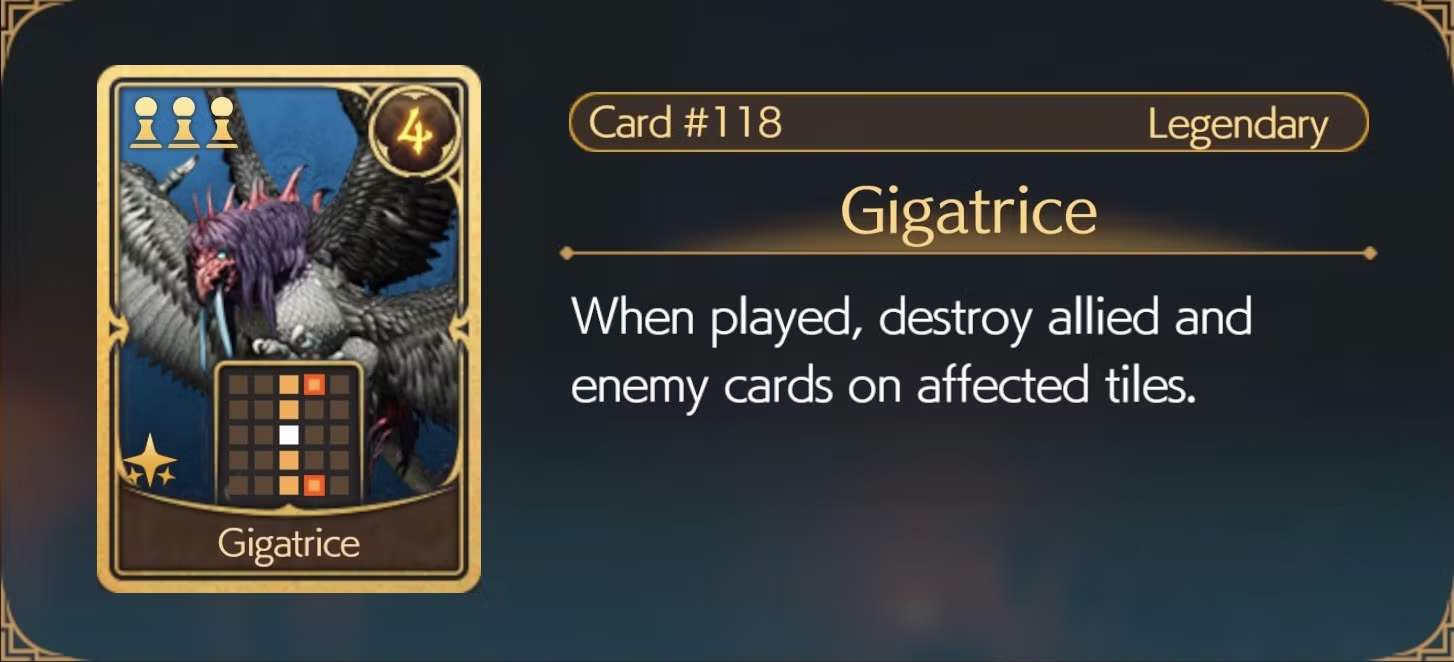 4
Gigatrice
Card #118 Legendary
Gigatrice
When played, destroy allied and
enemy cards on affected tiles.